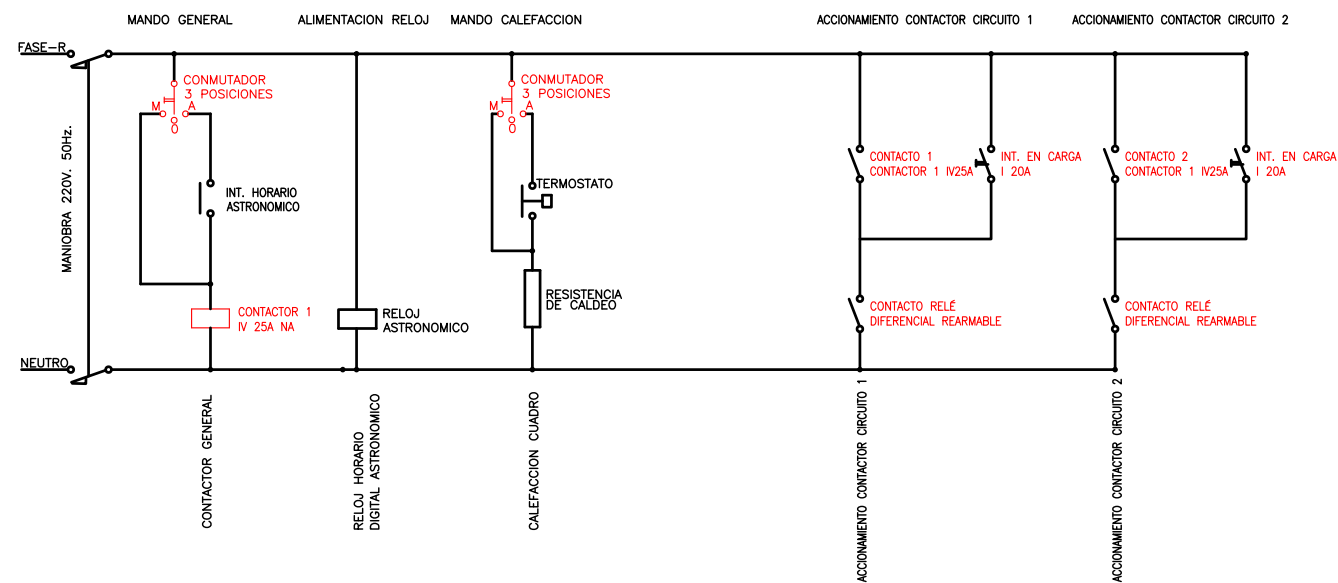 MANDO GENERAL
ALIMENTACION RELOJ
MANDO CALEFACCION
ACCIONAMIENTO CONTACTOR CIRCUITO 1
ACCIONAMIENTO CONTACTOR CIRCUITO 2
FASE-R
MANIOBRA 220V. 50Hz.
NEUTRO
CONMUTADOR
3 POSICIONES
M
A
O
INT. HORARIO
ASTRONOMICO
CONTACTOR 1
IV 25A NA
RELOJ
ASTRONOMICO
CONMUTADOR
3 POSICIONES
M
A
O
TERMOSTATO
RESISTENCIA
DE CALDEO
CONTACTO 1
CONTACTOR 1 IV25A
INT. EN CARGA
I 20A
CONTACTO RELÉ
DIFERENCIAL REARMABLE
CONTACTO 2
CONTACTOR 1 IV25A
INT. EN CARGA
I 20A
CONTACTO RELÉ
DIFERENCIAL REARMABLE
CONTACTOR GENERAL
RELOJ HORARIO
DIGITAL ASTRONOMICO
CALEFACCION CUADRO
ACCIONAMIENTO CONTACTOR CIRCUITO 1
ACCIONAMIENTO CONTACTOR CIRCUITO 2